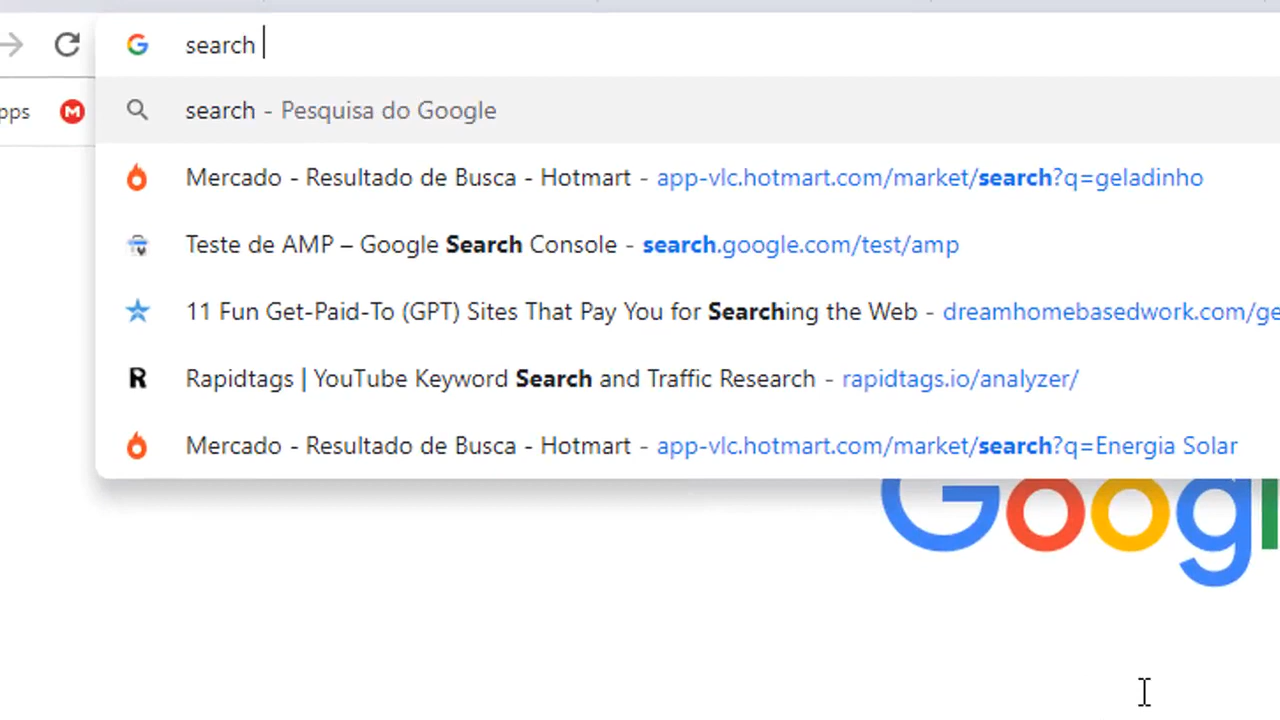 search
search - Pesquisa do Google
pps
Mercado - Resultado de Busca - Hotmart - app-vlc.hotmart.com/market/search?q=geladinho
Teste de AMP – Google Search Console - search.google.com/test/amp
11 Fun Get-Paid-To (GPT) Sites That Pay You for Searching the Web - dreamhomebasedwork.com/ge
Rapidtags | YouTube Keyword Search and Traffic Research - rapidtags.io/analyzer/
Mercado - Resultado de Busca - Hotmart - app-vlc.hotmart.com/market/search?q=Energia Solar
Googl